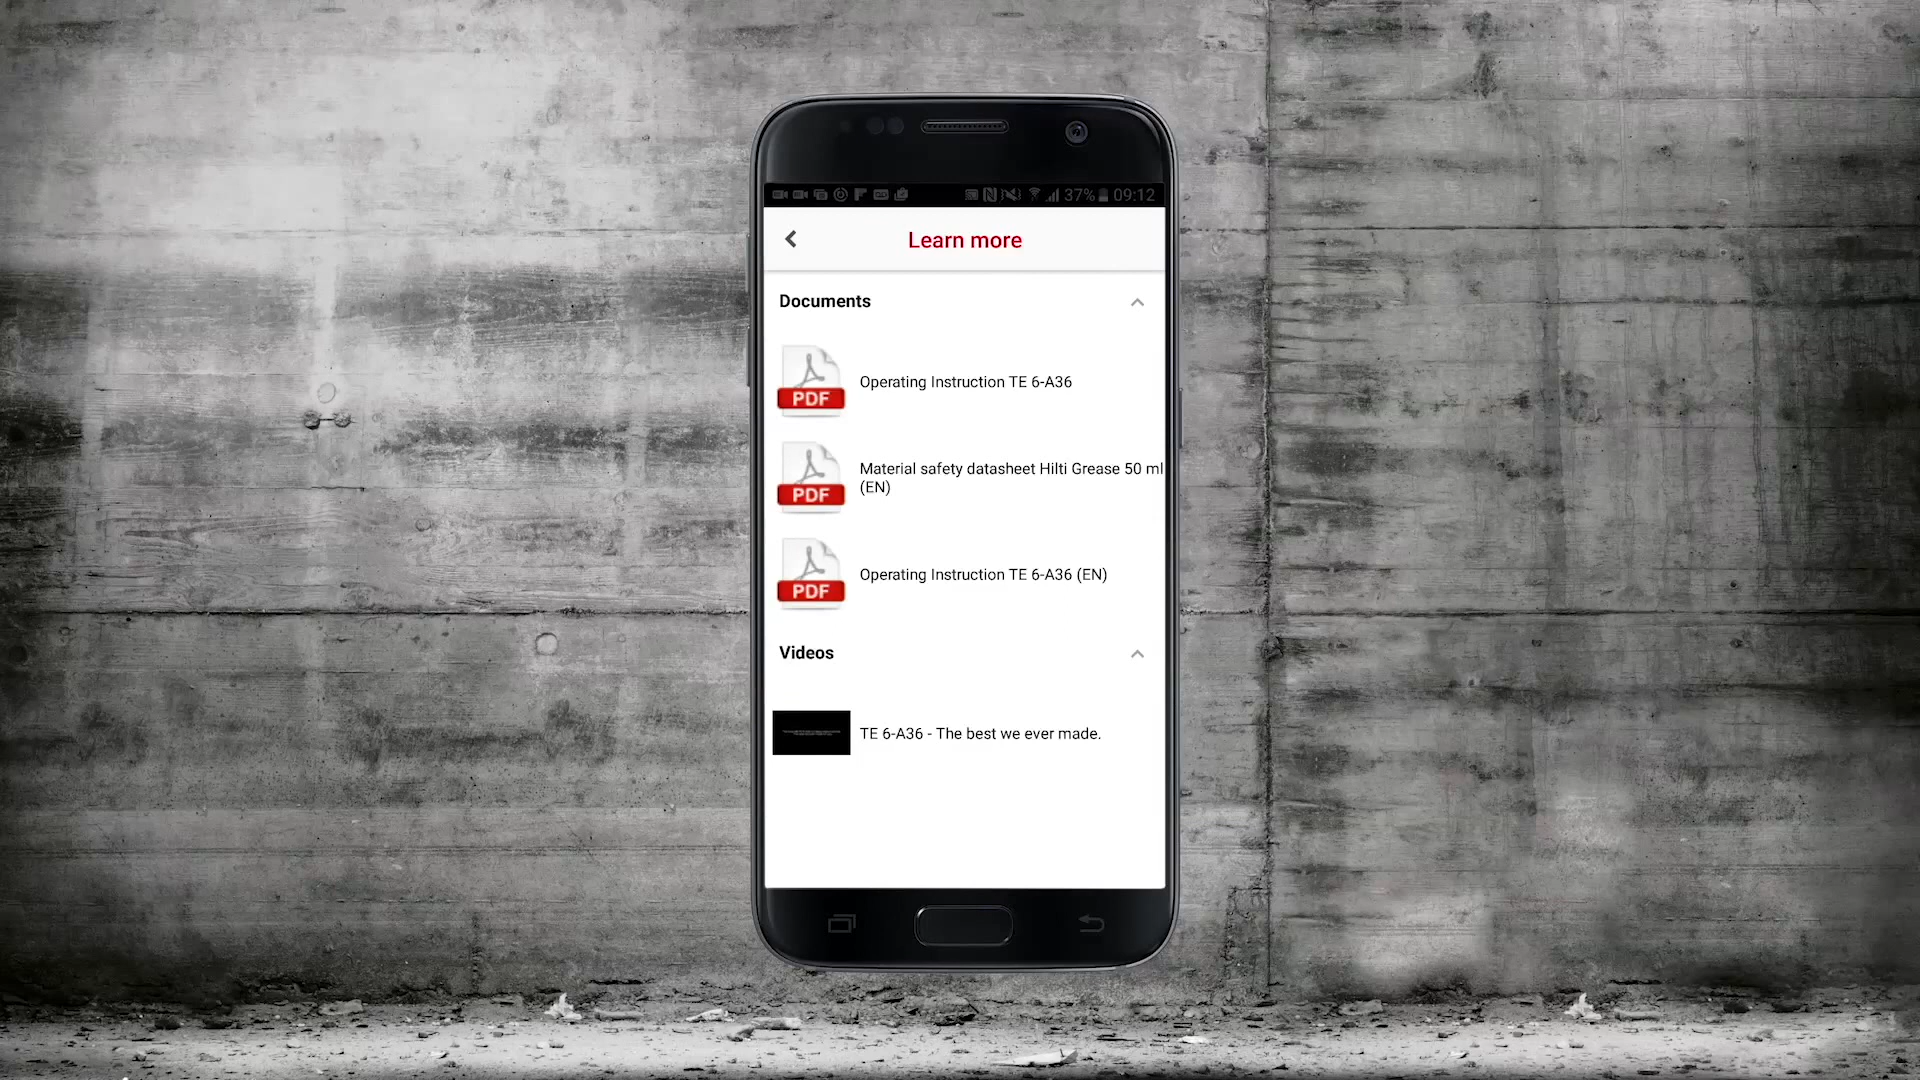 37% 09:12
Learn more
Documents
PDF
Operating Instruction TE 6-A36
PDF
Material safety datasheet Hilti Grease 50 ml
(EN)
PDF
Operating Instruction TE 6-A36 (EN)
Videos
TE 6-A36 - The best we ever made.